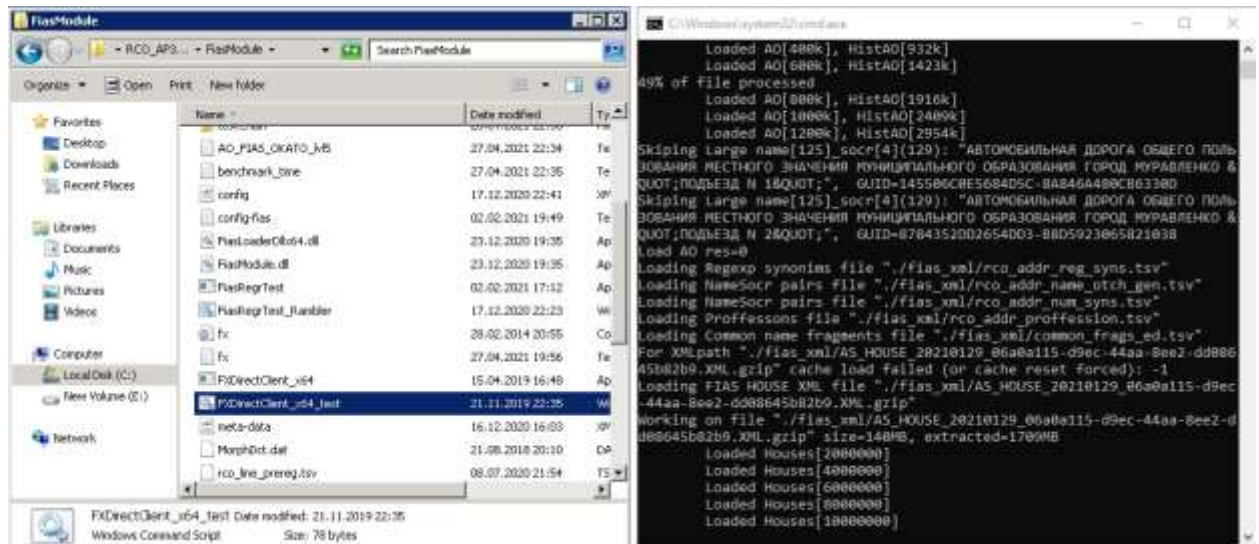 FiasModule
RCO_AP3... FiasModule
Search FiasModule
Organize Open Print New folder
Name Date modified
Favorites
Desktop
Downloads
Recent Places
Libraries
Documents
Music
Pictures
Videos
Computer
Local Disk (C:)
New Volume (E:)
Network
AO_FIAS_OKATO_lvl5 27.04.2021 22:34 Te
benchmark_time 27.04.2021 22:35 Te
config 17.12.2020 22:41
config-fias 02.02.2021 19:49 Te
FiasLoaderDllx64.dll 23.12.2020 19:35 Ap
FiasModule.dll 23.12.2020 19:35 Ap
FiasRegrTest 02.02.2021 17:12 Ap
FiasRegrTest_Rambler 17.12.2020 22:23 Wi
fx 28.02.2014 20:55 Co
fx 27.04.2021 19:56 Te
FXDirectClient_x64 15.04.2019 16:48 Ap
FXDirectClient_x64_test 21.11.2019 22:35 Wi
meta-data 16.12.2020 16:03
MorphDct.dat 21.08.2018 20:10 DA
rco_line_prereg.tsv 08.07.2020 21:54 TS
FXDirectClient_x64_test Date modified: 21.11.2019 22:35
Windows Command Script Size: 78 bytes
C:\Windows\system32\cmd.exe
Loaded AO[400k], HistAO[932k]
Loaded AO[600k], HistAO[1423k]
49% of file processed
Loaded AO[800k], HistAO[1916k]
Loaded AO[1000k], HistAO[2409k]
Loaded AO[1200k], HistAO[2954k]
Skiping Large name[125]_socr[4](129): "АВТОМОБИЛЬНАЯ ДОРОГА ОБЩЕГО ПОЛЬ
ЗОВАНИЯ МЕСТНОГО ЗНАЧЕНИЯ МУНИЦИПАЛЬНОГО ОБРАЗОВАНИЯ ГОРОД МУРАВЛЕНКО &
QUOT;ПОДЪЕЗД N 1&QUOT;", GUID=145506C0E5684D5C-BA846A480CB6330D
Skiping Large name[125]_socr[4](129): "АВТОМОБИЛЬНАЯ ДОРОГА ОБЩЕГО ПОЛЬ
ЗОВАНИЯ МЕСТНОГО ЗНАЧЕНИЯ МУНИЦИПАЛЬНОГО ОБРАЗОВАНИЯ ГОРОД МУРАВЛЕНКО &
QUOT;ПОДЪЕЗД N 2&QUOT;", GUID=8784352DD2654DD3-88D5923065821038
Load AO res=0
Loading Regexp synonims file "./fias_xml/rco_addr_reg_syns.tsv"
Loading NameSocr pairs file "./fias_xml/rco_addr_name_otch_gen.tsv"
Loading NameSocr pairs file "./fias_xml/rco_addr_num_syns.tsv"
Loading Proffessons file "./fias_xml/rco_addr_proffession.tsv"
Loading Common name fragments file "./fias_xml/common_frags_ed.tsv"
For XMLpath "./fias_xml/AS_HOUSE_20210129_06a0a115-d9ec-44aa-8ee2-dd086
45b82b9.XML.gzip" cache load failed (or cache reset forced): -1
Loading FIAS HOUSE XML file "./fias_xml/AS_HOUSE_20210129_06a0a115-d9ec
-44aa-8ee2-dd08645b82b9.XML.gzip"
Working on file "./fias_xml/AS_HOUSE_20210129_06a0a115-d9ec-44aa-8ee2-d
d08645b82b9.XML.gzip" size=140MB, extracted=1709MB
Loaded Houses[2000000]
Loaded Houses[4000000]
Loaded Houses[6000000]
Loaded Houses[8000000]
Loaded Houses[10000000]